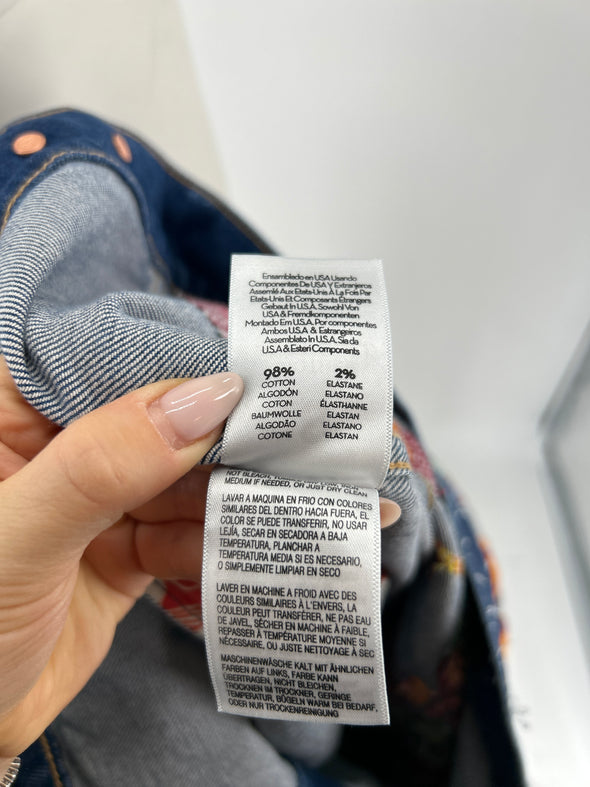 Ensamblado en USA Usando
Componentes De USA Y Extranjeros
Assemblé Aux Etats-Unis À La Fois Par
Etats-Unis Et Composants Etrangers
Gebaut In U.S.A. Sowohl Von
USA & Fremdkomponenten
Montado Em U.S.A. Por componentes
Ambos U.S.A & Estrangeiros
Assemblato In U.S.A. Sia da
U.S.A & Esteri Componenti
98% 2%
COTTON ELASTANE
ALGODÓN ELASTANO
COTON ÉLASTHANNE
BAUMWOLLE ELASTAN
ALGODÃO ELASTANO
COTONE ELASTAN
MEDIUM IF NEEDED, OR JUST DRY CLEAN
LAVAR A MAQUINA EN FRIO CON COLORES
SIMILARES DEL DENTRO HACIA FUERA, EL
COLOR SE PUEDE TRANSFERIR, NO USAR
LEJÍA, SECAR EN SECADORA A BAJA
TEMPERATURA, PLANCHAR A
TEMPERATURA MEDIA SI ES NECESARIO,
O SIMPLEMENTE LIMPIAR EN SECO
LAVER EN MACHINE A FROID AVEC DES
COULEURS SIMILAIRES À L'ENVERS, LA
COULEUR PEUT TRANSFÉRER, NE PAS EAU
DE JAVEL, SÉCHER EN MACHINE À FAIBLE,
REPASSER À TEMPÉRATURE MOYENNE SI
NÉCESSAIRE, OU JUSTE NETTOYAGE À SEC
MASCHINENWÄSCHE KALT MIT ÄHNLICHEN
FARBEN AUF LINKS, FARBE KANN
ÜBERTRAGEN, NICHT BLEICHEN,
TROCKNEN IM TROCKNER, GERINGE
TEMPERATUR, BÜGELN WARM BEI BEDARF,
ODER NUR TROCKENREINIGUNG